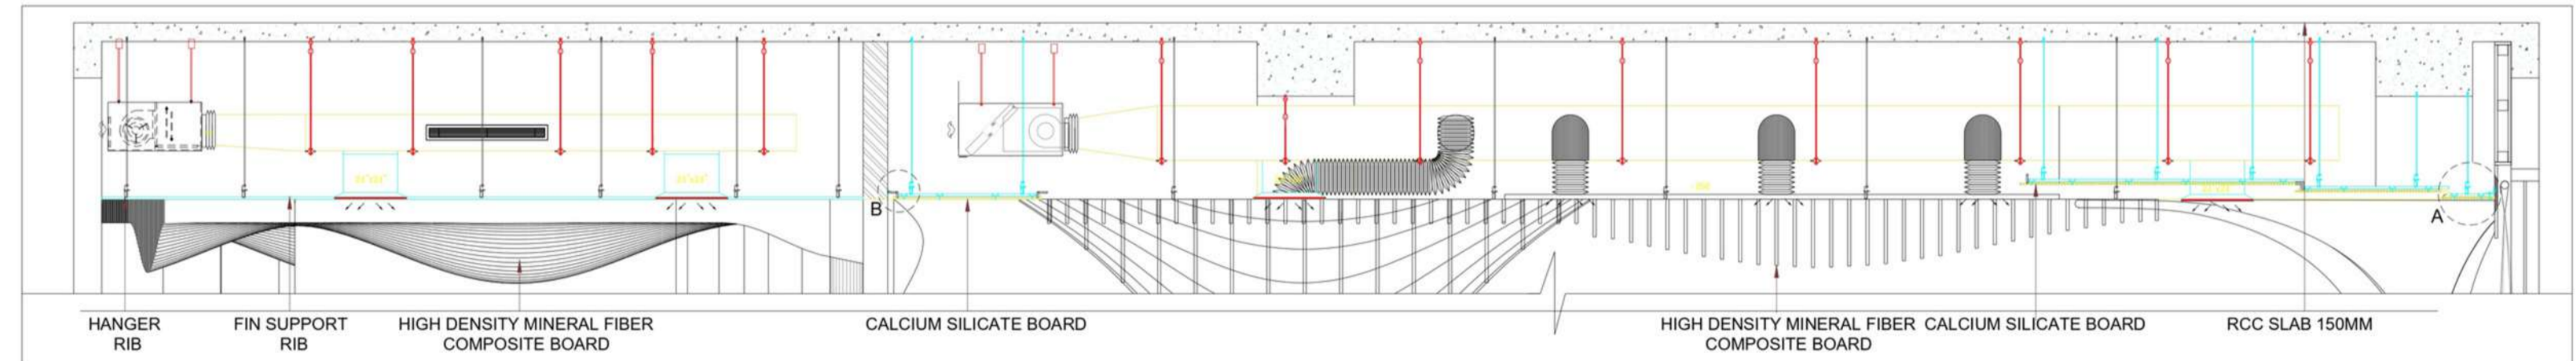 B
A
HANGER
RIB
FIN SUPPORT
RIB
HIGH DENSITY MINERAL FIBER
COMPOSITE BOARD
CALCIUM SILICATE BOARD
HIGH DENSITY MINERAL FIBER
COMPOSITE BOARD
CALCIUM SILICATE BOARD
RCC SLAB 150MM